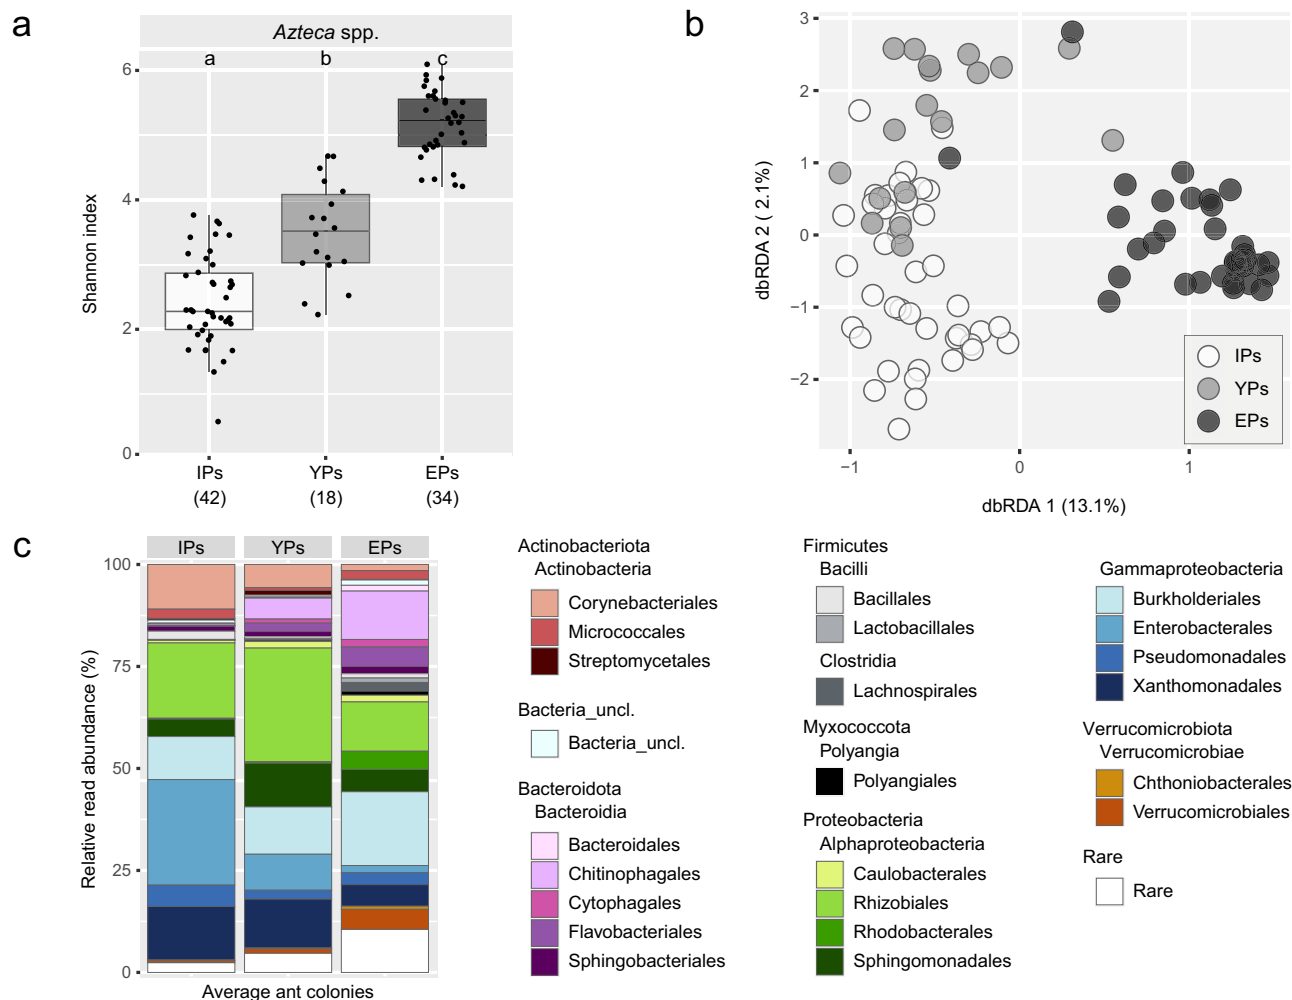 a
Azteca spp.
a b c
Shannon index
6
4
2
0
IPs YPs EPs
(42) (18) (34)
b
dbRDA 2 ( 2.1%)
3
2
1
0
−1
−2
−1 0 1
dbRDA 1 (13.1%)
IPs
YPs
EPs
c
IPs YPs EPs
Relative read abundance (%)
100
75
50
25
0
Average ant colonies
Actinobacteriota
Actinobacteria
Corynebacteriales
Micrococcales
Streptomycetales
Bacteria_uncl.
Bacteria_uncl.
Bacteroidota
Bacteroidia
Bacteroidales
Chitinophagales
Cytophagales
Flavobacteriales
Sphingobacteriales
Firmicutes
Bacilli
Bacillales
Lactobacillales
Clostridia
Lachnospirales
Myxococcota
Polyangia
Polyangiales
Proteobacteria
Alphaproteobacteria
Caulobacterales
Rhizobiales
Rhodobacterales
Sphingomonadales
Gammaproteobacteria
Burkholderiales
Enterobacterales
Pseudomonadales
Xanthomonadales
Verrucomicrobiota
Verrucomicrobiae
Chthoniobacterales
Verrucomicrobiales
Rare
Rare